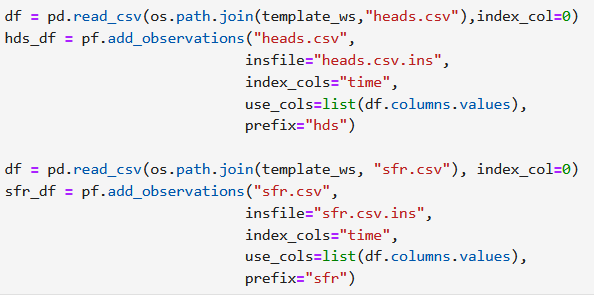 df = pd.read_csv(os.path.join(template_ws,"heads.csv"),index_col=0)
hds_df = pf.add_observations("heads.csv",
insfile="heads.csv.ins",
index_cols="time",
use_cols=list(df.columns.values),
prefix="hds")
df = pd.read_csv(os.path.join(template_ws, "sfr.csv"), index_col=0)
sfr_df = pf.add_observations("sfr.csv",
insfile="sfr.csv.ins",
index_cols="time",
use_cols=list(df.columns.values),
prefix="sfr")